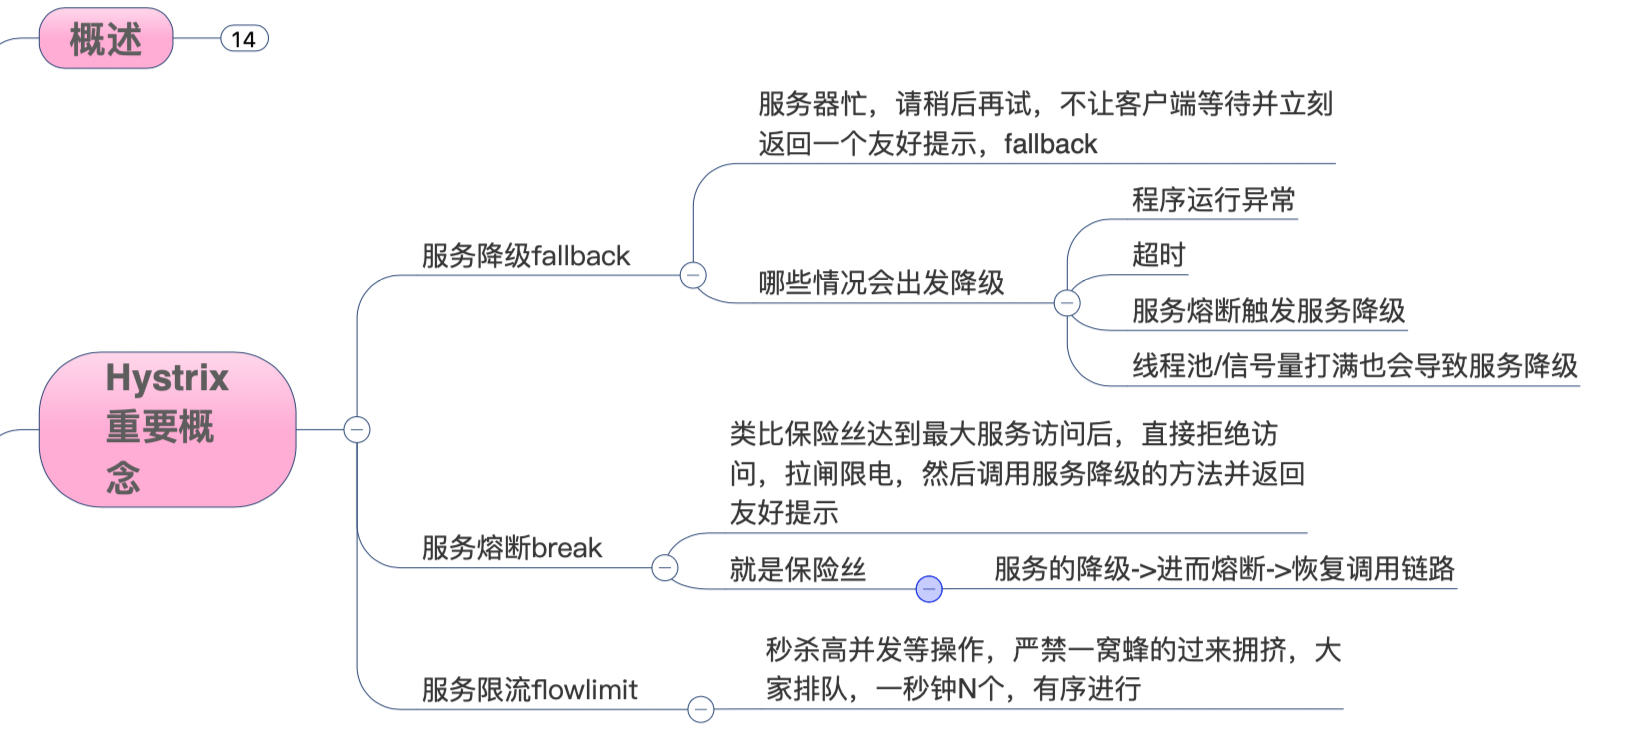 概述
14
服务器忙，请稍后再试，不让客户端等待并立刻
返回一个友好提示，fallback
程序运行异常
服务降级fallback
超时
哪些情况会出发降级
服务熔断触发服务降级
线程池/信号量打满也会导致服务降级
Hystrix
重要概
念
类比保险丝达到最大服务访问后，直接拒绝访
问，拉闸限电，然后调用服务降级的方法并返回
友好提示
服务熔断break
就是保险丝
服务的降级->进而熔断->恢复调用链路
秒杀高并发等操作，严禁一窝蜂的过来拥挤，大
家排队，一秒钟N个，有序进行
服务限流flowlimit